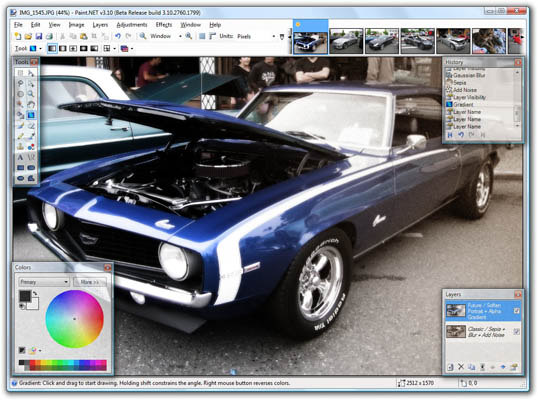 IMG_1545.JPG (44%) - Paint.NET v3.10 (Beta Release build 3.10.2760.1799)
File Edit View Image Layers Adjustments Effects Window Help
Window Units: Pixels
Tool:
Tools
History
Layer Visibility
Gaussian Blur
Sepia
Add Noise
Layer Visibility
Gradient
Layer Name
Layer Name
Layer Name
Colors
Primary
More >>
Layers
Future / Soften
Portrait + Alpha
Gradient
Classic / Sepia +
Blur + Add Noise
Gradient: Click and drag to start drawing. Holding shift constrains the angle. Right mouse button reverses colors.
2512 x 1570
0, 0